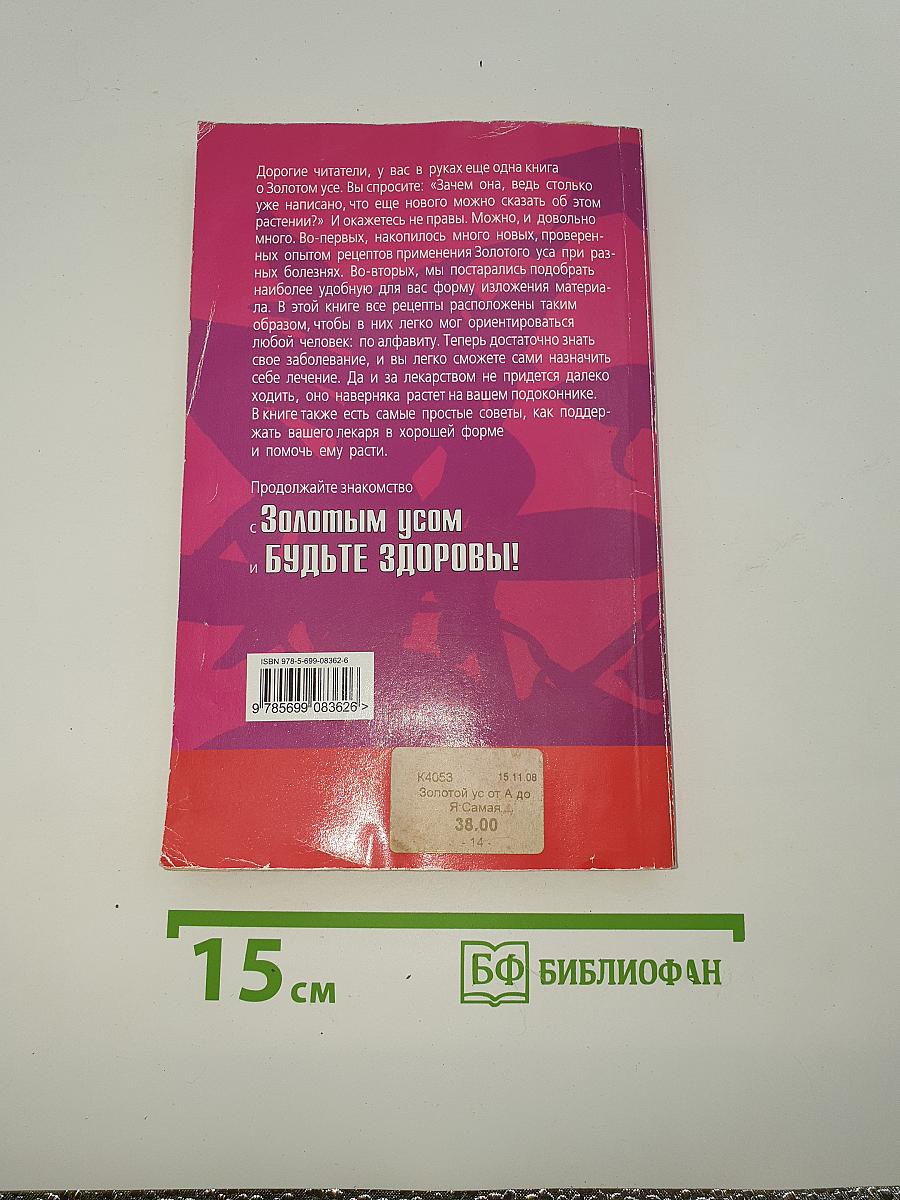 Дорогие читатели, у вас в руках еще одна книга
о Золотом усе. Вы спросите: «Зачем она, ведь столько
уже написано, что еще нового можно сказать об этом
растении?» И окажетесь не правы. Можно, и довольно
много. Во-первых, накопилось много новых, проверен-
ных опытом рецептов применения Золотого уса при раз-
ных болезнях. Во-вторых, мы постарались подобрать
наиболее удобную для вас форму изложения материа-
ла. В этой книге все рецепты расположены таким
образом, чтобы в них легко мог ориентироваться
любой человек: по алфавиту. Теперь достаточно знать
свое заболевание, и вы легко сможете сами назначить
себе лечение. Да и за лекарством не придется далеко
ходить, оно наверняка растет на вашем подоконнике.
В книге также есть самые простые советы, как поддер-
жать вашего лекаря в хорошей форме
и помочь ему расти.
Продолжайте знакомство
с Золотым усом
и БУДЬТЕ ЗДОРОВЫ!
ISBN 978-5-699-08362-6
9 785699 083626 >
К4053 15.11.08
Золотой ус от А до
Я:Самая...
38.00
- 14 -
15 см
БФ БИБЛИОФАН